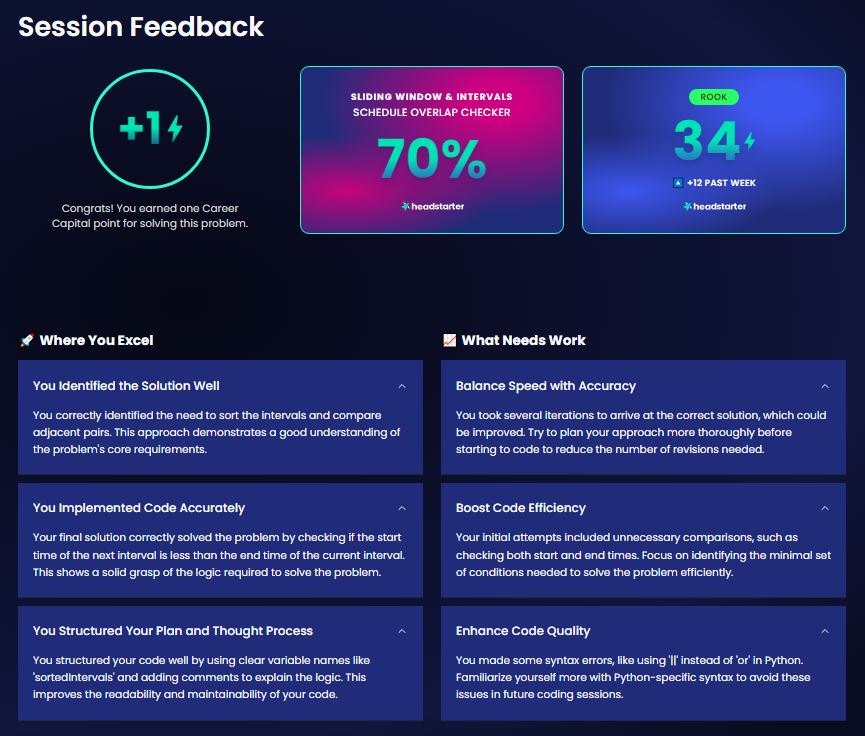 Session Feedback
+1
Congrats! You earned one Career
Capital point for solving this problem.
SLIDING WINDOW & INTERVALS
SCHEDULE OVERLAP CHECKER
70%
headstarter
ROOK
34
+12 PAST WEEK
headstarter
Where You Excel
You Identified the Solution Well
You correctly identified the need to sort the intervals and compare
adjacent pairs. This approach demonstrates a good understanding of
the problem's core requirements.
You Implemented Code Accurately
Your final solution correctly solved the problem by checking if the start
time of the next interval is less than the end time of the current interval.
This shows a solid grasp of the logic required to solve the problem.
You Structured Your Plan and Thought Process
You structured your code well by using clear variable names like
'sortedIntervals' and adding comments to explain the logic. This
improves the readability and maintainability of your code.
What Needs Work
Balance Speed with Accuracy
You took several iterations to arrive at the correct solution, which could
be improved. Try to plan your approach more thoroughly before
starting to code to reduce the number of revisions needed.
Boost Code Efficiency
Your initial attempts included unnecessary comparisons, such as
checking both start and end times. Focus on identifying the minimal set
of conditions needed to solve the problem efficiently.
Enhance Code Quality
You made some syntax errors, like using '||' instead of 'or' in Python.
Familiarize yourself more with Python-specific syntax to avoid these
issues in future coding sessions.